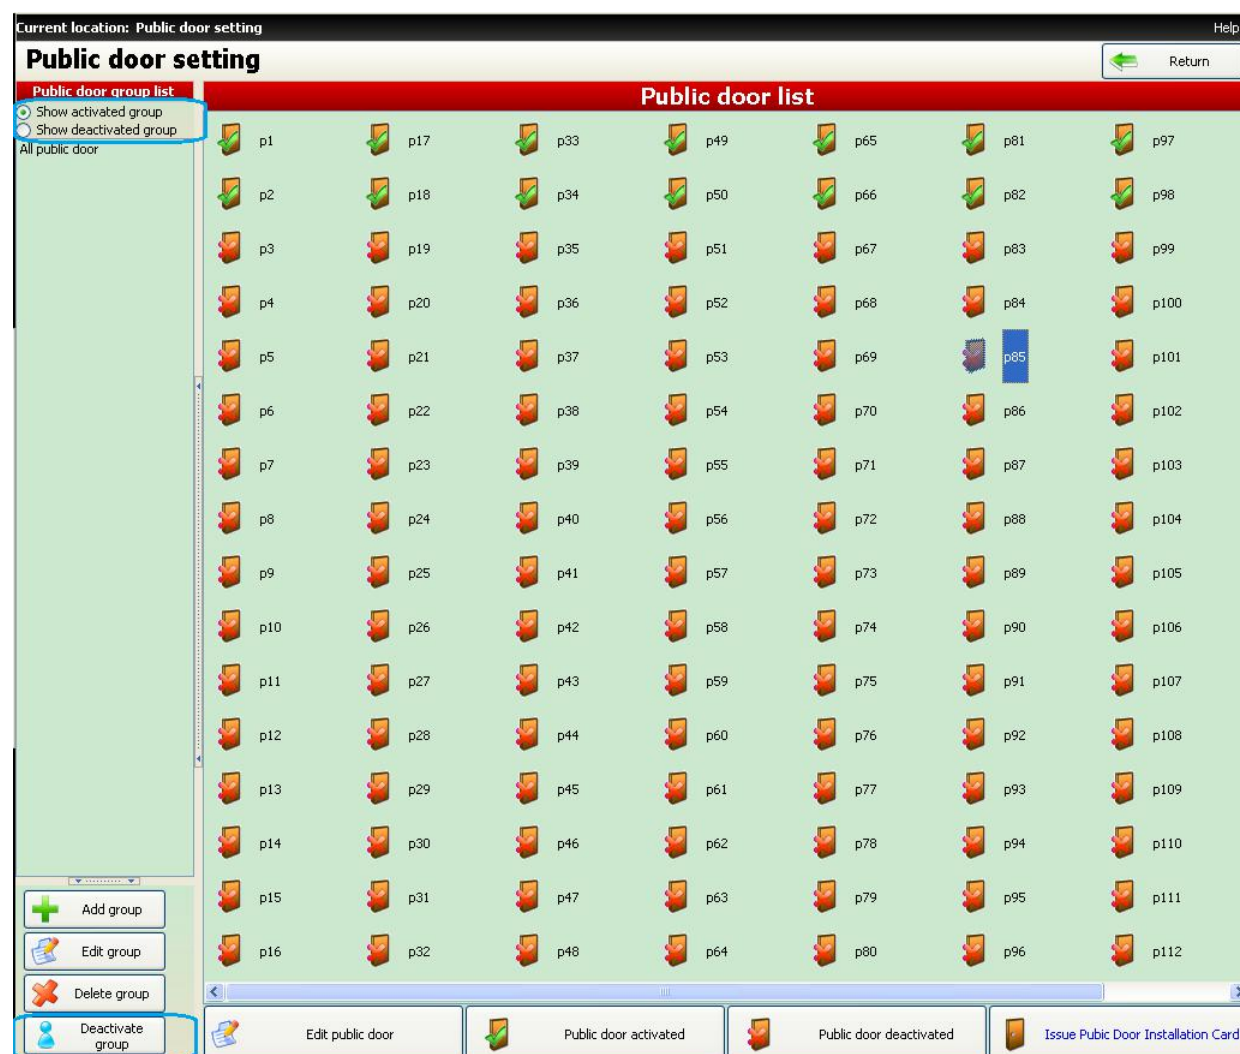 Current location: Public door setting Help
Public door setting Return
Public door group list
Show activated group
Show deactivated group
All public door
Public door list
p1 p17 p33 p49 p65 p81 p97
p2 p18 p34 p50 p66 p82 p98
p3 p19 p35 p51 p67 p83 p99
p4 p20 p36 p52 p68 p84 p100
p5 p21 p37 p53 p69 p85 p101
p6 p22 p38 p54 p70 p86 p102
p7 p23 p39 p55 p71 p87 p103
p8 p24 p40 p56 p72 p88 p104
p9 p25 p41 p57 p73 p89 p105
p10 p26 p42 p58 p74 p90 p106
p11 p27 p43 p59 p75 p91 p107
p12 p28 p44 p60 p76 p92 p108
p13 p29 p45 p61 p77 p93 p109
p14 p30 p46 p62 p78 p94 p110
p15 p31 p47 p63 p79 p95 p111
p16 p32 p48 p64 p80 p96 p112
Add group
Edit group
Delete group
Deactivate
group
Edit public door Public door activated Public door deactivated Issue Pubic Door Installation Card